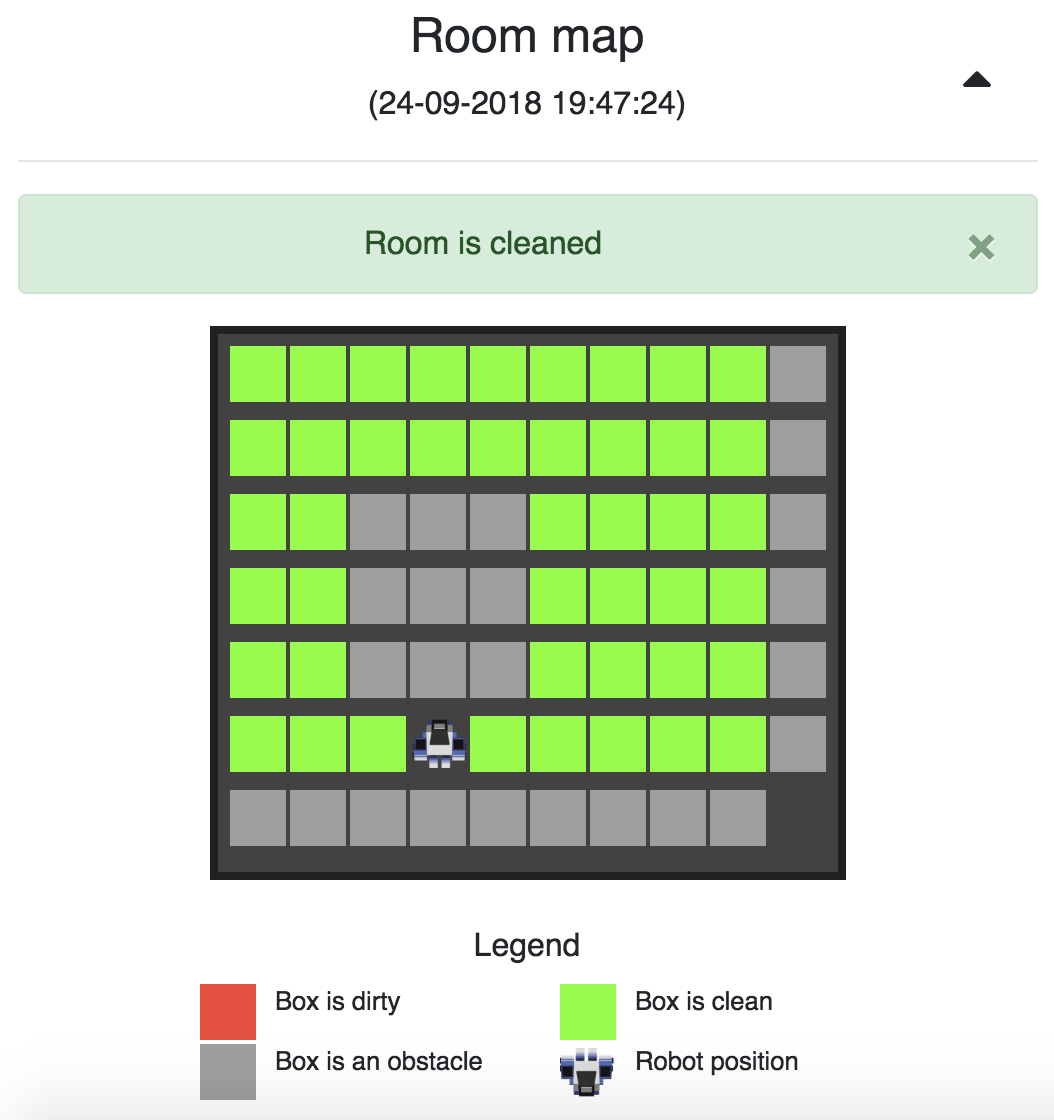 Room map
(24-09-2018 19:47:24)
Room is cleaned
×
Legend
Box is dirty
Box is clean
Box is an obstacle
Robot position